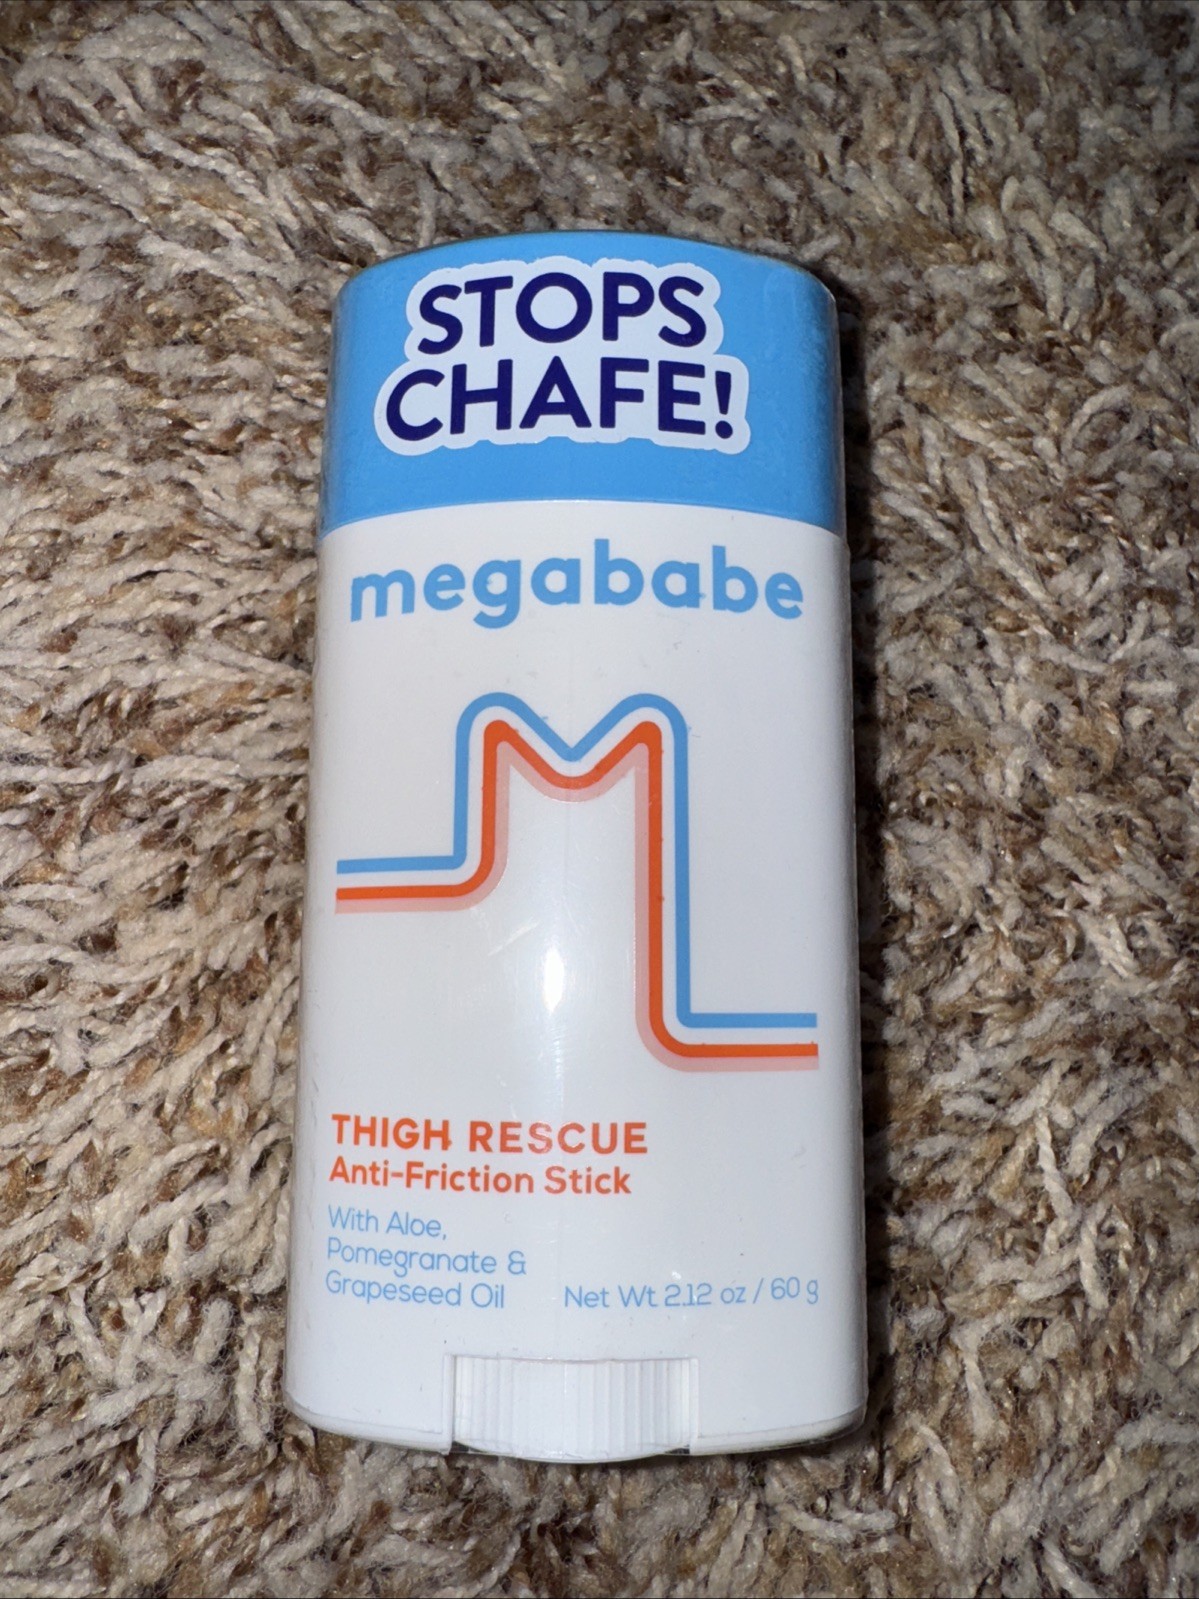 STOPS
CHAFE!
megababe
THIGH RESCUE
Anti-Friction Stick
With Aloe,
Pomegranate &
Grapeseed Oil
Net Wt 2.12 oz / 60 g